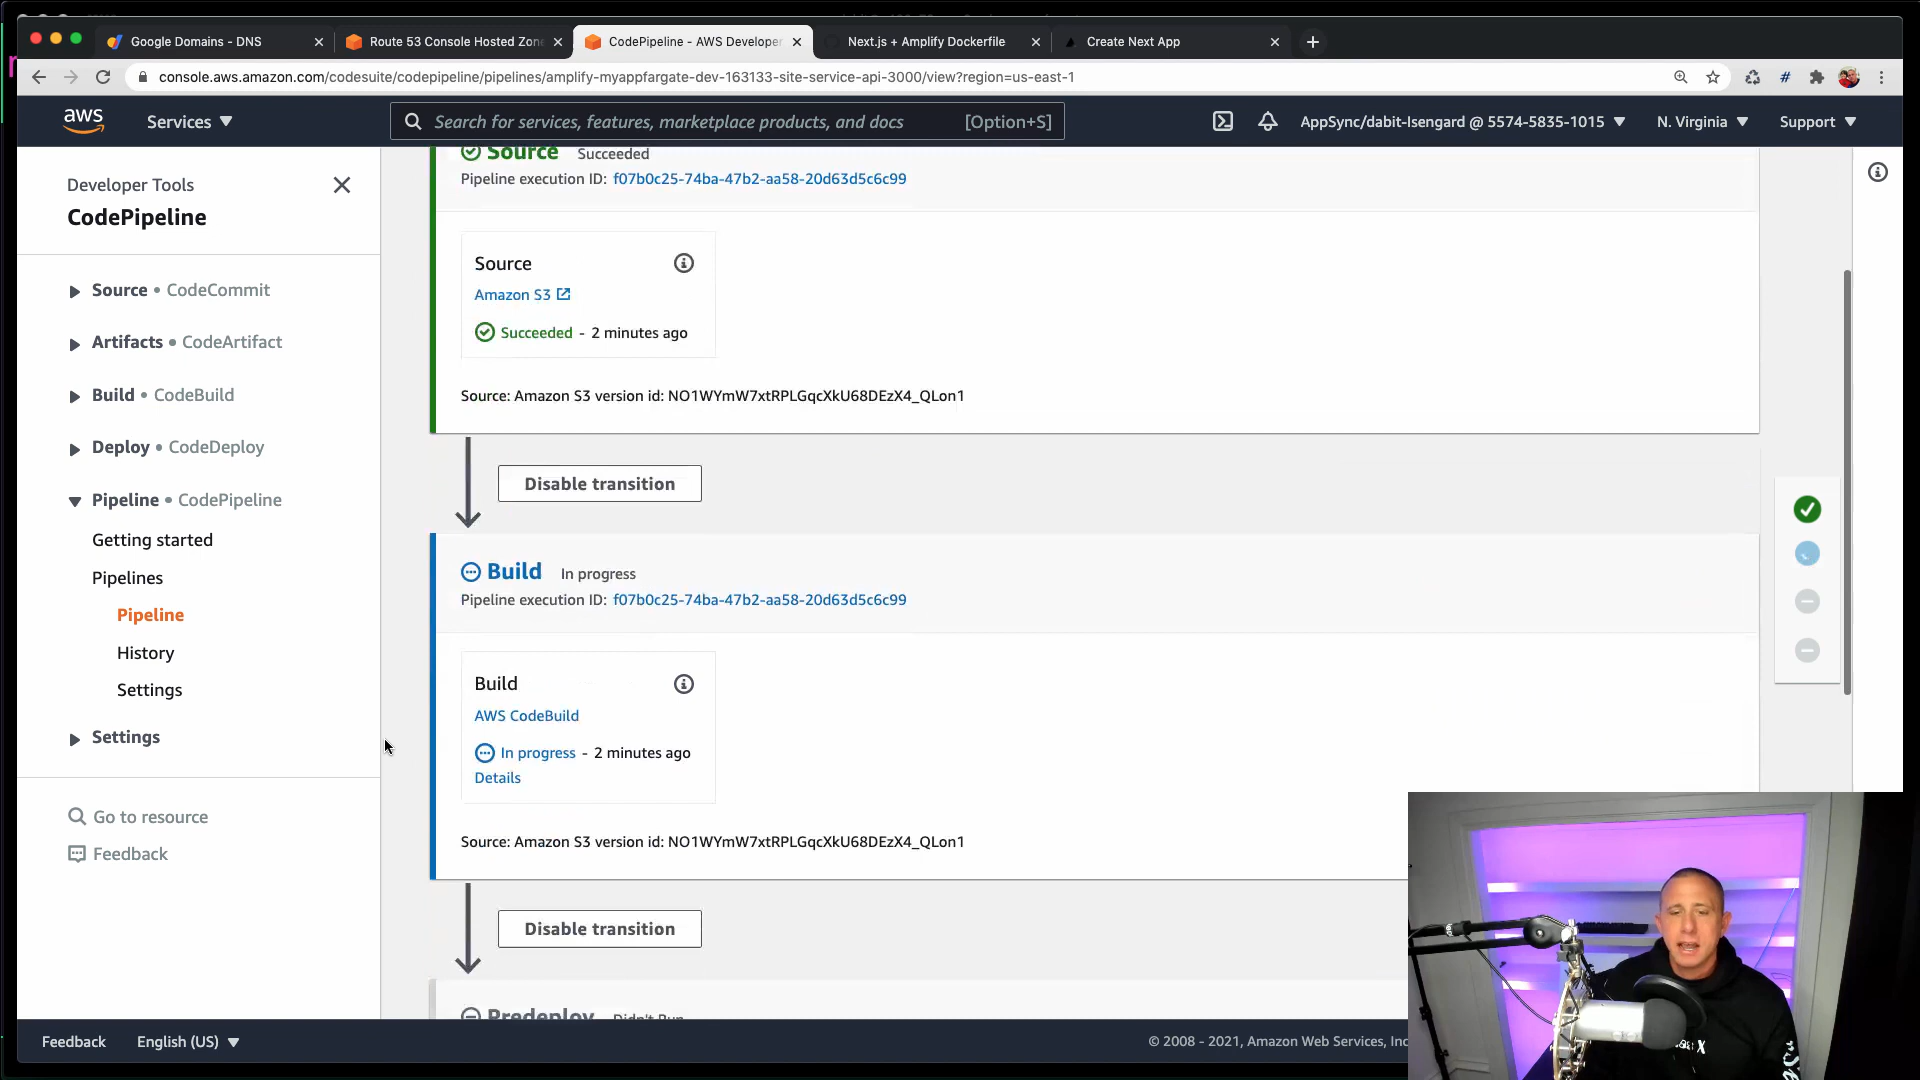 Google Domains - DNS
Route 53 Console Hosted Zon
CodePipeline - AWS Developer
Next.js + Amplify Dockerfile
Create Next App
console.aws.amazon.com/codesuite/codepipeline/pipelines/amplify-myappfargate-dev-163133-site-service-api-3000/view?region=us-east-1
aws
Services
Search for services, features, marketplace products, and docs
[Option+S]
AppSync/dabit-Isengard @ 5574-5835-1015
N. Virginia
Support
Developer Tools
CodePipeline
Source • CodeCommit
Artifacts • CodeArtifact
Build • CodeBuild
Deploy • CodeDeploy
Pipeline • CodePipeline
Getting started
Pipelines
Pipeline
History
Settings
Settings
Go to resource
Feedback
Source Succeeded
Pipeline execution ID: f07b0c25-74ba-47b2-aa58-20d63d5c6c99
Source
Amazon S3
Succeeded - 2 minutes ago
Source: Amazon S3 version id: NO1WYmW7xtRPLGqcXkU68DEzX4_QLon1
Disable transition
Build In progress
Pipeline execution ID: f07b0c25-74ba-47b2-aa58-20d63d5c6c99
Build
AWS CodeBuild
In progress - 2 minutes ago
Details
Source: Amazon S3 version id: NO1WYmW7xtRPLGqcXkU68DEzX4_QLon1
Disable transition
Predeploy Didn't Run
Feedback
English (US)
© 2008 - 2021, Amazon Web Services, Inc